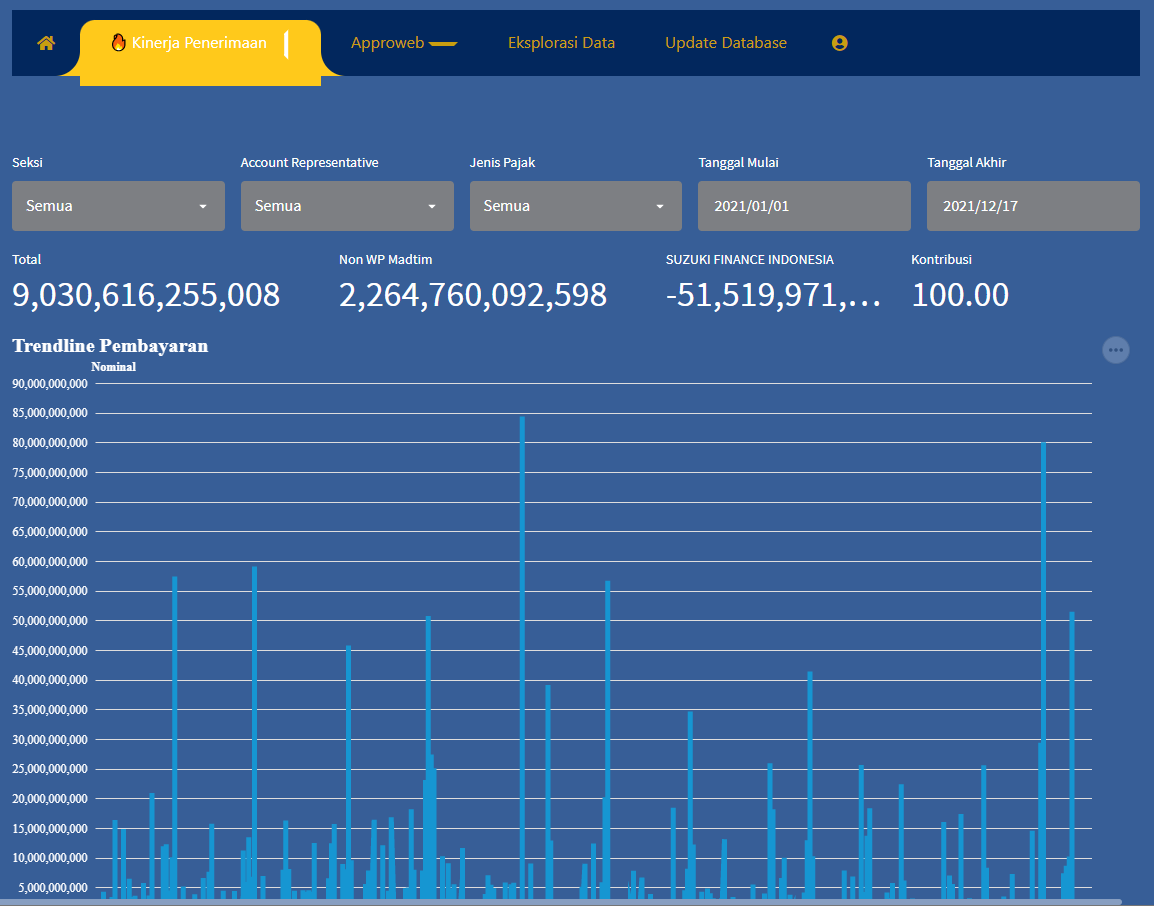 Kinerja Penerimaan Approweb Eksplorasi Data Update Database
Seksi Account Representative Jenis Pajak Tanggal Mulai Tanggal Akhir
Semua Semua Semua 2021/01/01 2021/12/17
Total Non WP Madtim SUZUKI FINANCE INDONESIA Kontribusi
9,030,616,255,008 2,264,760,092,598 -51,519,971,... 100.00
Trendline Pembayaran
Nominal
90,000,000,000
85,000,000,000
80,000,000,000
75,000,000,000
70,000,000,000
65,000,000,000
60,000,000,000
55,000,000,000
50,000,000,000
45,000,000,000
40,000,000,000
35,000,000,000
30,000,000,000
25,000,000,000
20,000,000,000
15,000,000,000
10,000,000,000
5,000,000,000